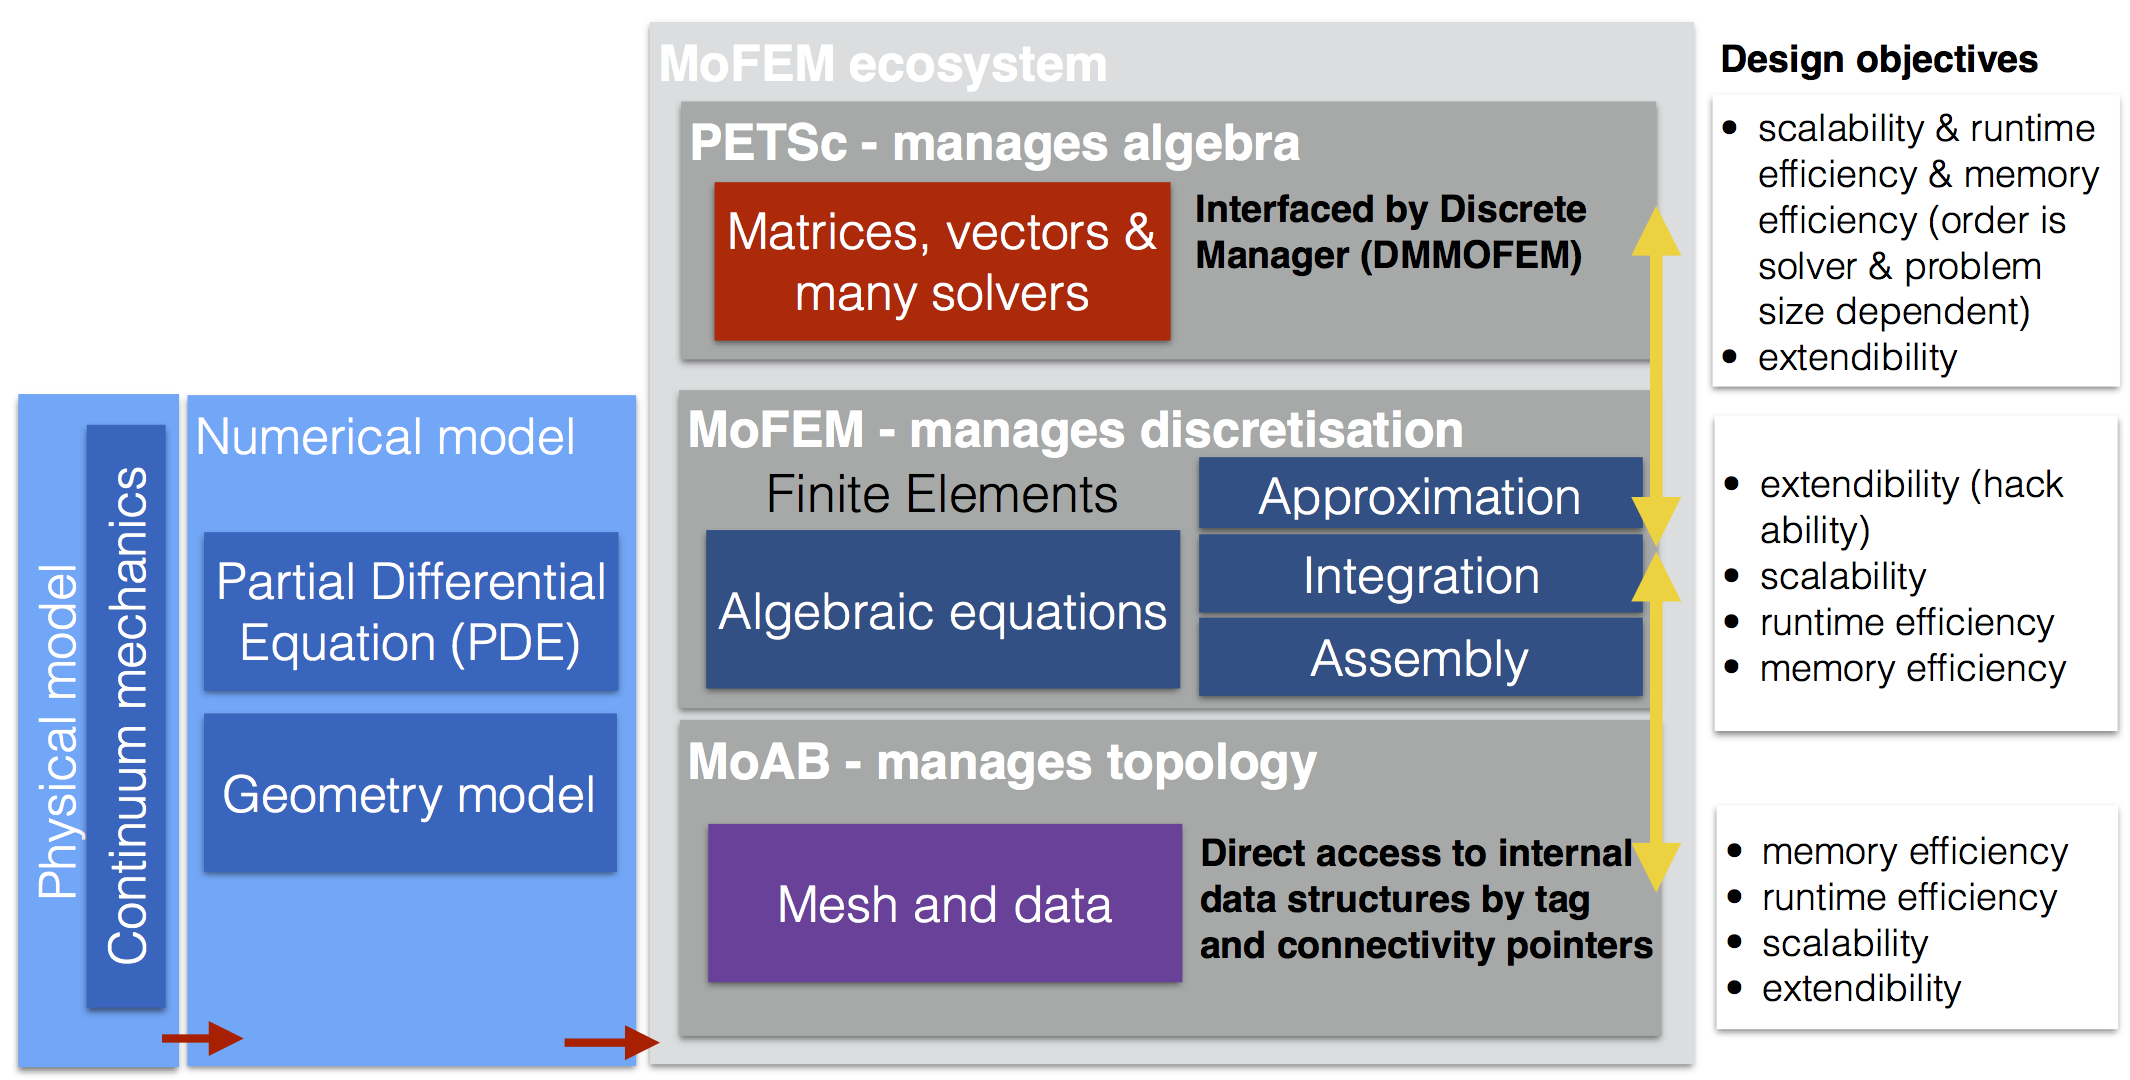 MoFEM ecosystem
PETSc - manages algebra
Matrices, vectors &
many solvers
Interfaced by Discrete
Manager (DMMOFEM)
Physical model
Continuum mechanics
Numerical model
Partial Differential
Equation (PDE)
Geometry model
MoFEM - manages discretisation
Finite Elements
Algebraic equations
Approximation
Integration
Assembly
MoAB - manages topology
Mesh and data
Direct access to internal
data structures by tag
and connectivity pointers
Design objectives
• scalability & runtime
efficiency & memory
efficiency (order is
solver & problem
size dependent)
• extendibility
• extendibility (hack
ability)
• scalability
• runtime efficiency
• memory efficiency
• memory efficiency
• runtime efficiency
• scalability
• extendibility